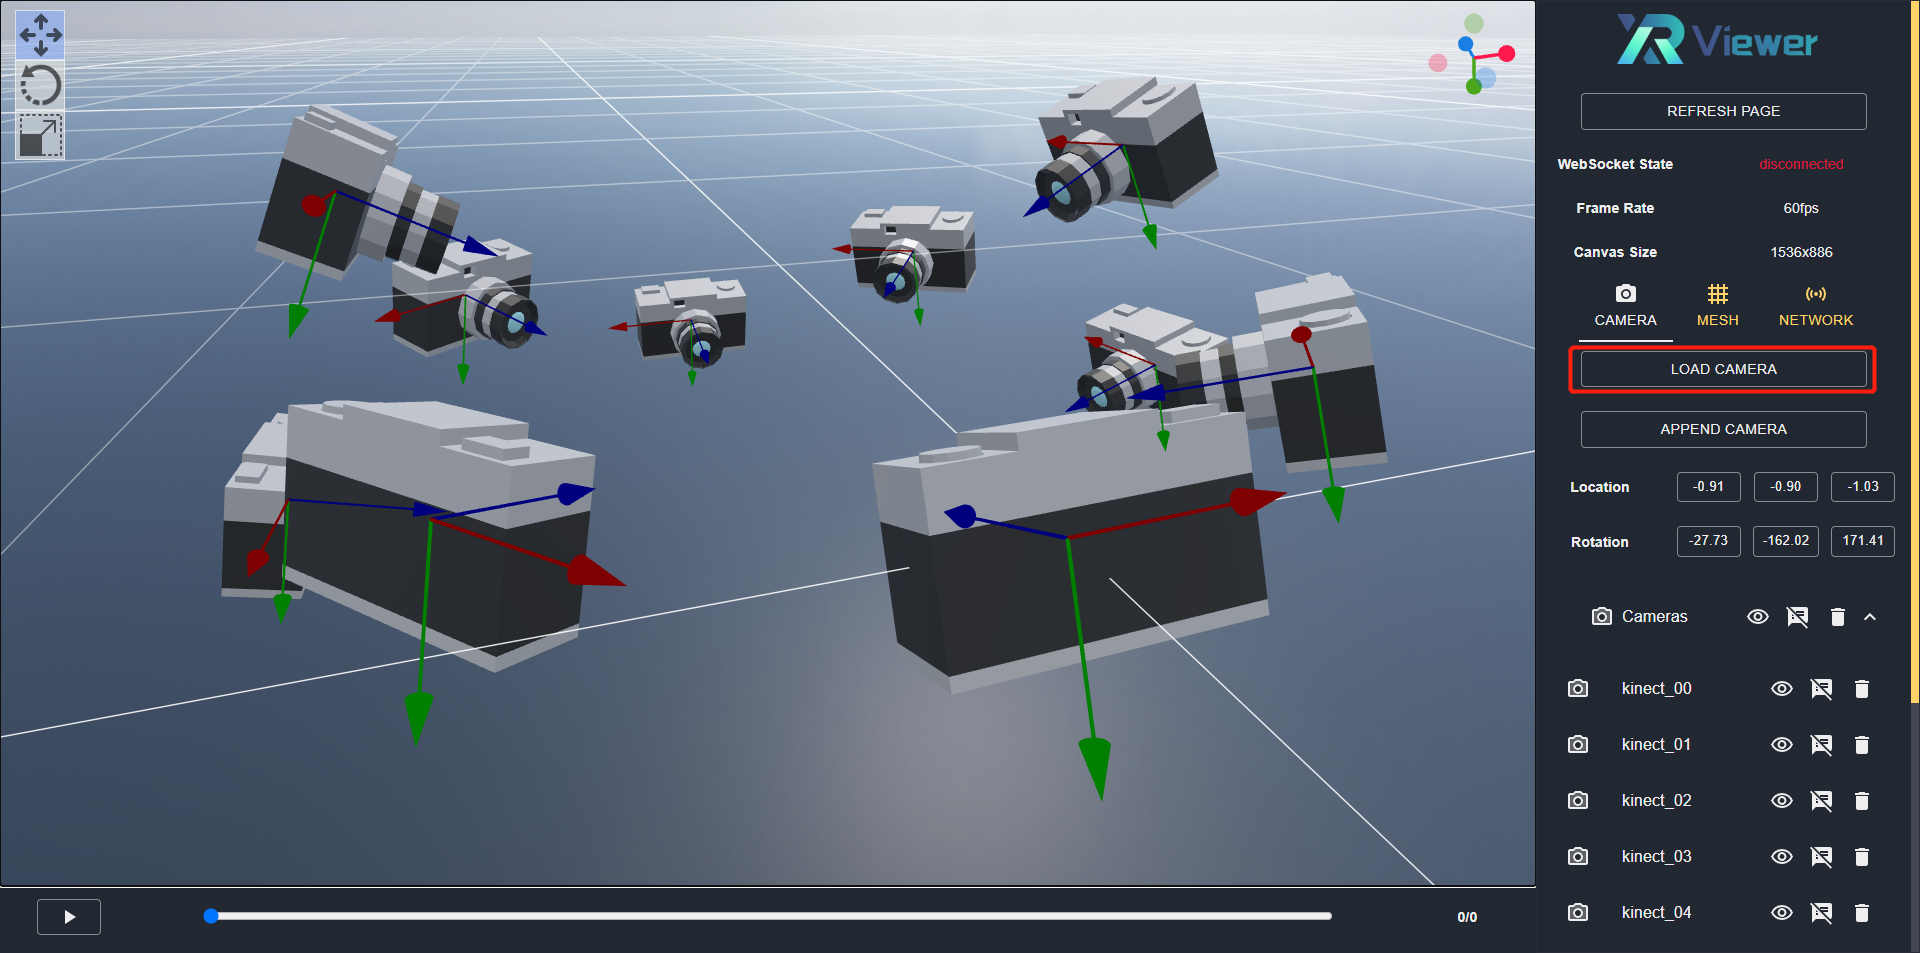 XR Viewer
REFRESH PAGE
WebSocket State disconnected
Frame Rate 60fps
Canvas Size 1536x886
CAMERA MESH NETWORK
LOAD CAMERA
APPEND CAMERA
Location -0.91 -0.90 -1.03
Rotation -27.73 -162.02 171.41
Cameras
kinect_00
kinect_01
kinect_02
kinect_03
kinect_04
0/0